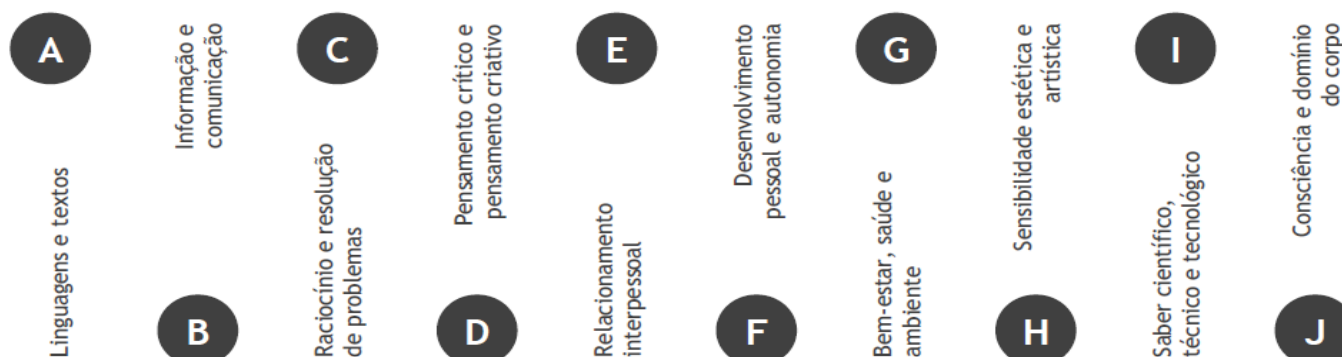 A
Linguagens e textos
Informação e
comunicação
B
C
Raciocínio e resolução
de problemas
Pensamento crítico e
pensamento criativo
D
E
Relacionamento
interpessoal
Desenvolvimento
pessoal e autonomia
F
G
Bem-estar, saúde e
ambiente
Sensibilidade estética e
artística
H
I
Saber científico,
técnico e tecnológico
Consciência e domínio
do corpo
J